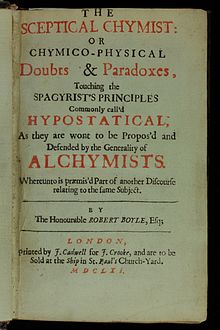 THE
SCEPTICAL CHYMIST:
OR
CHYMICO-PHYSICAL
Doubts & Paradoxes,
Touching the
SPAGYRIST'S PRINCIPLES
Commonly call'd
HYPOSTATICAL,
As they are wont to be Propos'd and
Defended by the Generality of
ALCHYMISTS.
Whereunto is præmis'd Part of another Discourse
relating to the same Subject.
BY
The Honourable ROBERT BOYLE, Esq;
LONDON,
Printed by J. Cadwell for J. Crooke, and are to be
Sold at the Ship in St. Paul's Church-Yard.
MDCLXI.